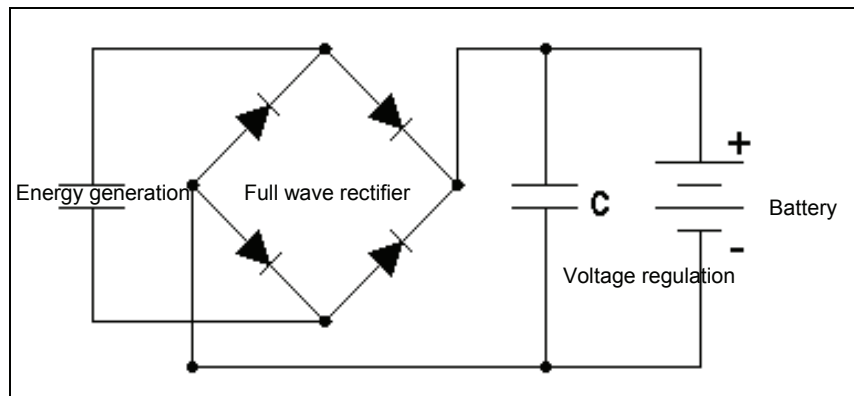 +
Energy generation
Full wave rectifier
C
Battery
-
Voltage regulation